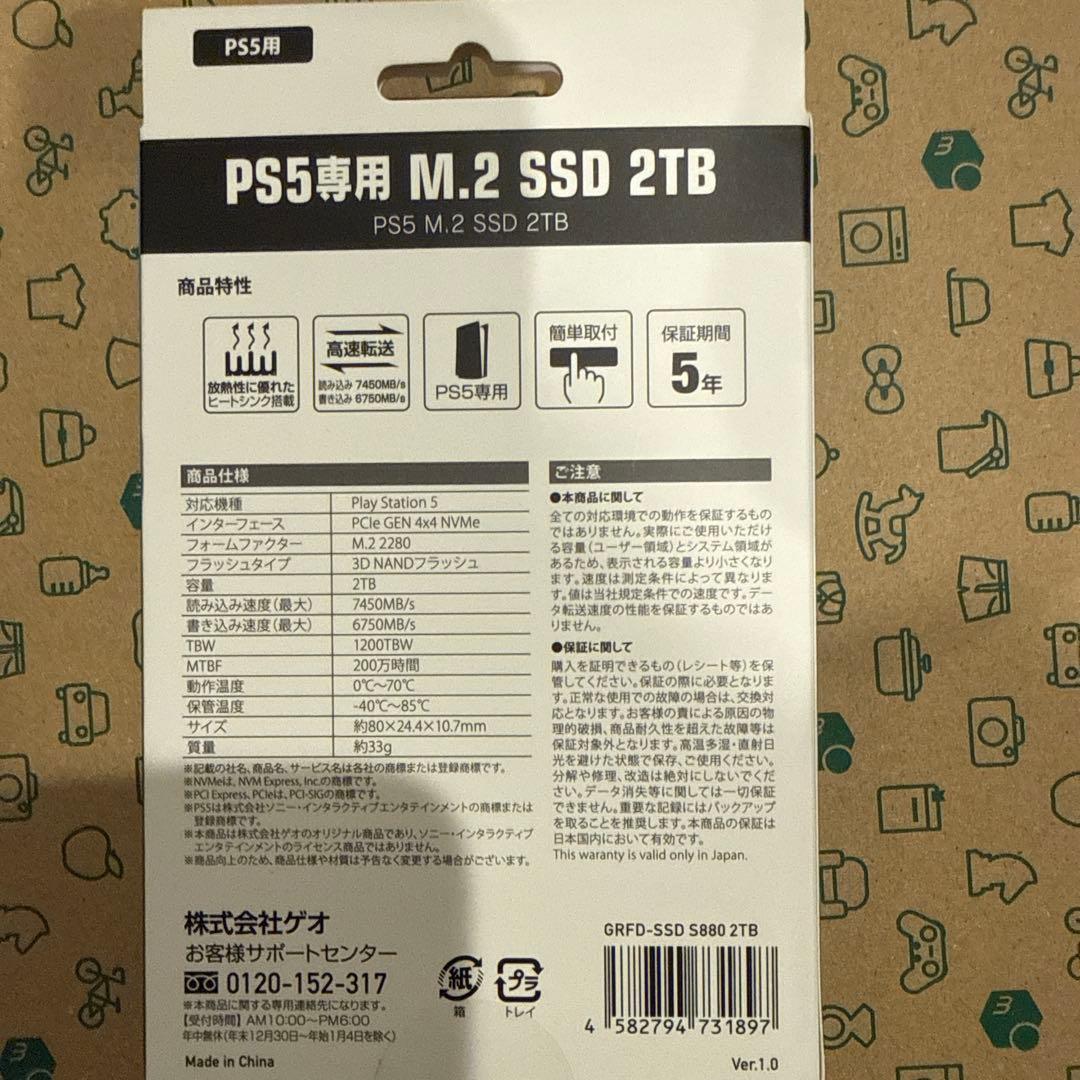 PS5用
PS5専用 M.2 SSD 2TB
PS5 M.2 SSD 2TB
商品特性
放熱性に優れた
ヒートシンク搭載
高速転送
読み込み 7450MB/s
書き込み 6750MB/s
PS5専用
簡単取付
保証期間
5年
商品仕様
対応機種 Play Station 5
インターフェース PCIe GEN 4x4 NVMe
フォームファクター M.2 2280
フラッシュタイプ 3D NANDフラッシュ
容量 2TB
読み込み速度(最大) 7450MB/s
書き込み速度(最大) 6750MB/s
TBW 1200TBW
MTBF 200万時間
動作温度 0℃～70℃
保管温度 -40℃～85℃
サイズ 約80×24.4×10.7mm
質量 約33g
※記載の社名、商品名、サービス名は各社の商標または登録商標です。
※NVMeは、NVM Express, Inc.の商標です。
※PCI Express、PCIeは、PCI-SIGの商標です。
※PS5は株式会社ソニー・インタラクティブエンタテインメントの商標または
登録商標です。
※本商品は株式会社ゲオのオリジナル商品であり、ソニー・インタラクティブ
エンタテインメントのライセンス商品ではありません。
※商品向上のため、商品仕様や材質は予告なく変更する場合がございます。
ご注意
●本商品に関して
全ての対応環境での動作を保証するもの
ではありません。実際にご使用いただけ
る容量(ユーザー領域)とシステム領域が
あるため、表示される容量より小さくなり
ます。速度は測定条件によって異なりま
す。値は当社規定条件での速度です。デー
タ転送速度の性能を保証するものではあ
りません。
●保証に関して
購入を証明できるもの(レシート等)を保
管してください。保証の際に必要となりま
す。正常な使用での故障の場合は、交換対
応となります。お客様の責による原因の物
理的破損、商品耐久性を超えた故障等は
保証対象外となります。高温多湿・直射日
光を避けた状態で保存、ご使用ください。
分解や修理、改造は絶対にしないでくだ
さい。データ消失等に関しては一切保証
できません。重要な記録にはバックアップ
を取ることを推奨します。本商品の保証は
日本国内において有効です。
This waranty is valid only in Japan.
株式会社ゲオ
お客様サポートセンター
0120-152-317
※本商品に関する専用連絡先になります。
【受付時間】AM10:00～PM6:00
年中無休(年末12月30日～年始1月4日を除く)
Made in China
紙
箱
プラ
トレイ
GRFD-SSD S880 2TB
4 582794 731897
Ver.1.0
3
3
3